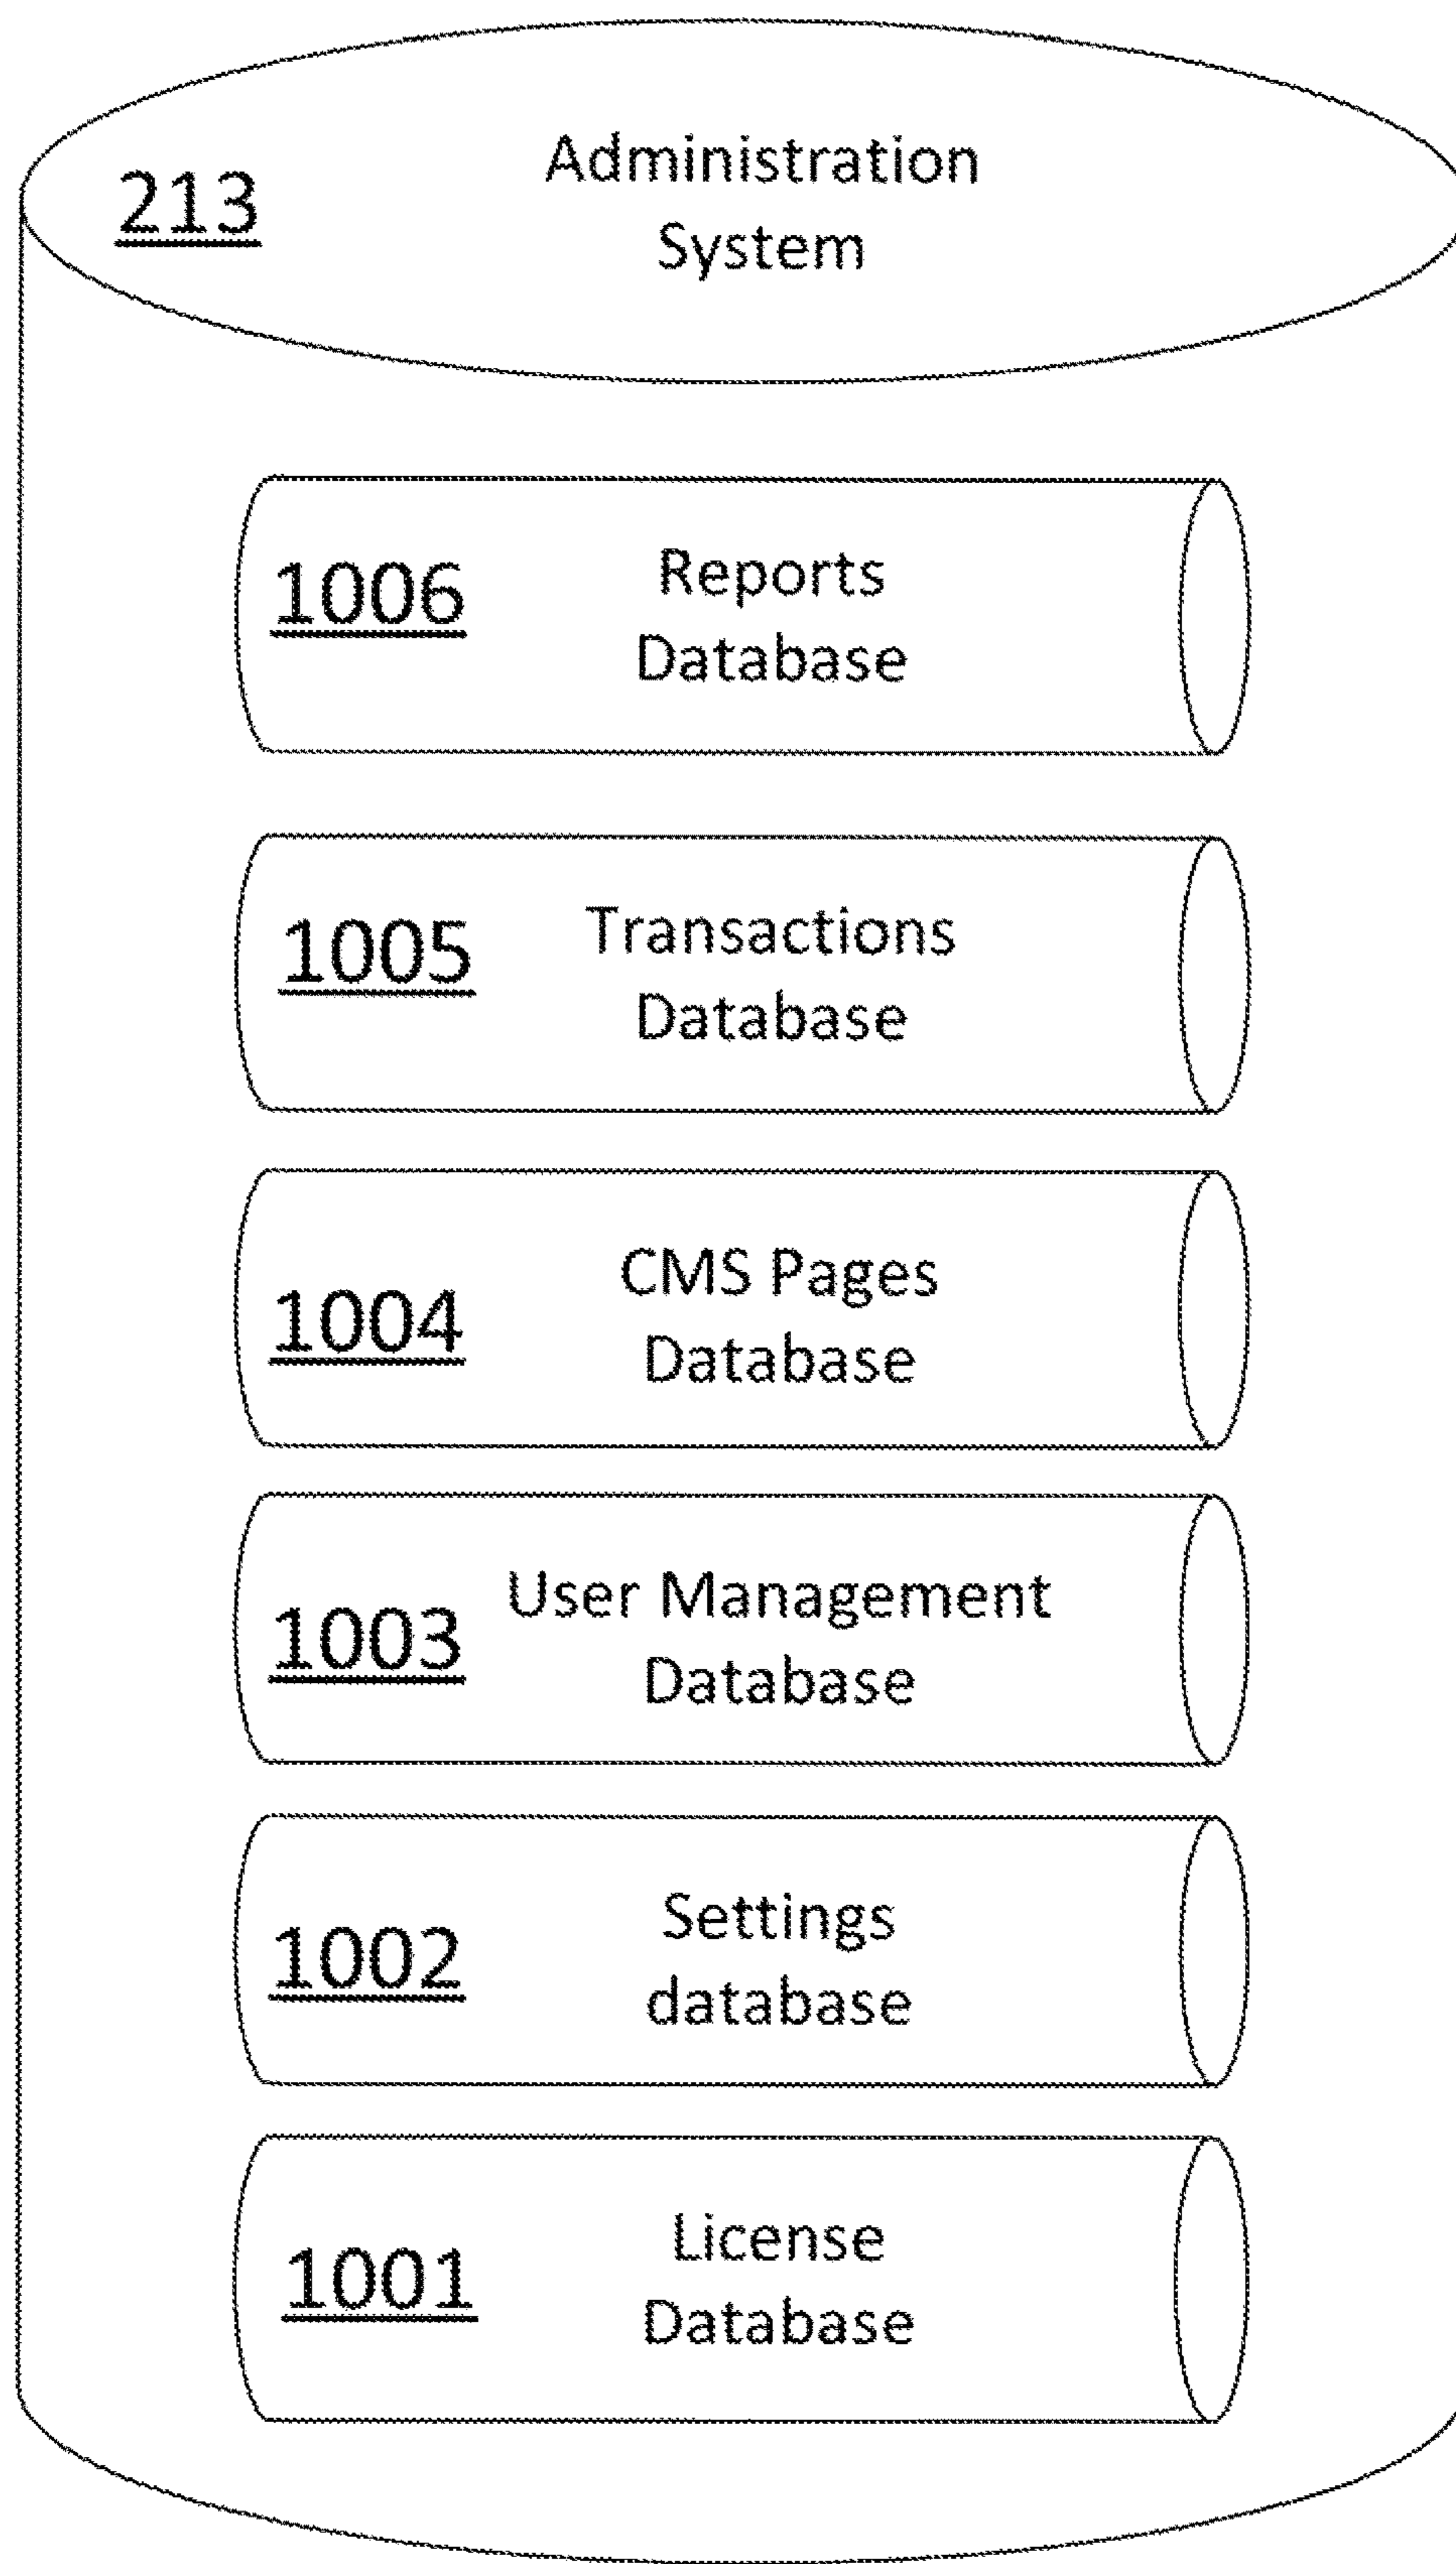 213
Administration
System
1006
Reports
Database
1005
Transactions
Database
1004
CMS Pages
Database
1003
User Management
Database
1002
Settings
database
1001
License
Database